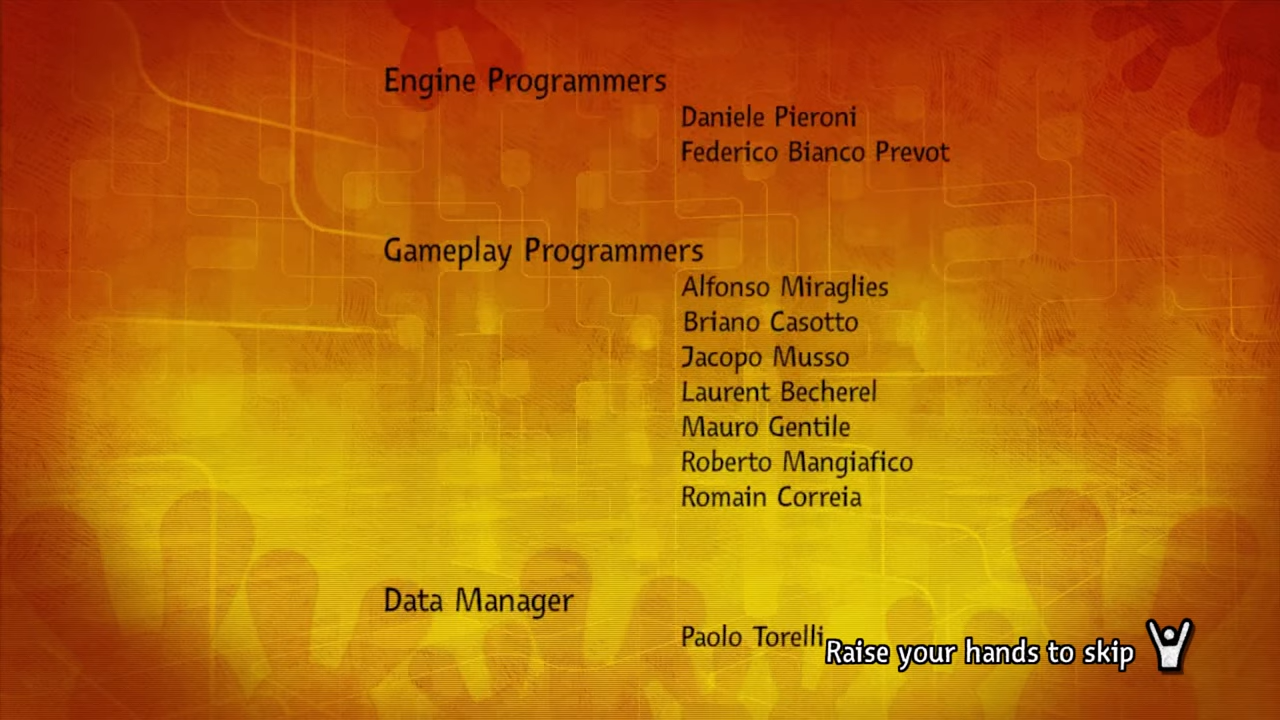 Engine Programmers
Daniele Pieroni
Federico Bianco Prevot
Gameplay Programmers
Alfonso Miraglies
Briano Casotto
Jacopo Musso
Laurent Becherel
Mauro Gentile
Roberto Mangiafico
Romain Correia
Data Manager
Paolo Torelli
Raise your hands to skip